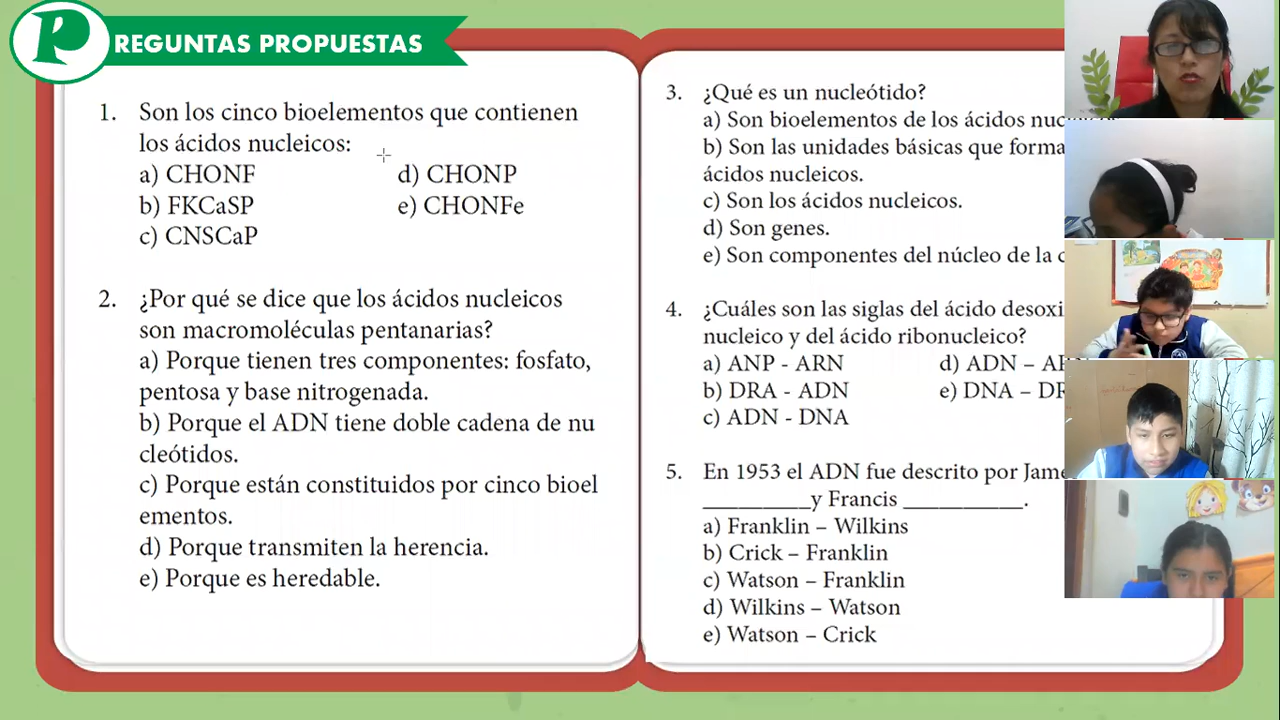 PREGUNTAS PROPUESTAS
1. Son los cinco bioelementos que contienen
los ácidos nucleicos:
a) CHONF
d) CHONP
b) FKCaSP
e) CHONFe
c) CNSCaP
2. ¿Por qué se dice que los ácidos nucleicos
son macromoléculas pentanarias?
a) Porque tienen tres componentes: fosfato,
pentosa y base nitrogenada.
b) Porque el ADN tiene doble cadena de nu
cleótidos.
c) Porque están constituidos por cinco bioel
ementos.
d) Porque transmiten la herencia.
e) Porque es heredable.
3. ¿Qué es un nucleótido?
a) Son bioelementos de los ácidos
b) Son las unidades básicas que
ácidos nucleicos.
c) Son los ácidos nucleicos.
d) Son genes.
e) Son componentes del núcleo de la
4. ¿Cuáles son las siglas del ácido
nucleico y del ácido ribonucleico?
a) ANP - ARN
d) ADN –
b) DRA - ADN
e) DNA –
c) ADN - DNA
5. En 1953 el ADN fue descrito por
_________y Francis __________.
a) Franklin – Wilkins
b) Crick – Franklin
c) Watson – Franklin
d) Wilkins – Watson
e) Watson – Crick